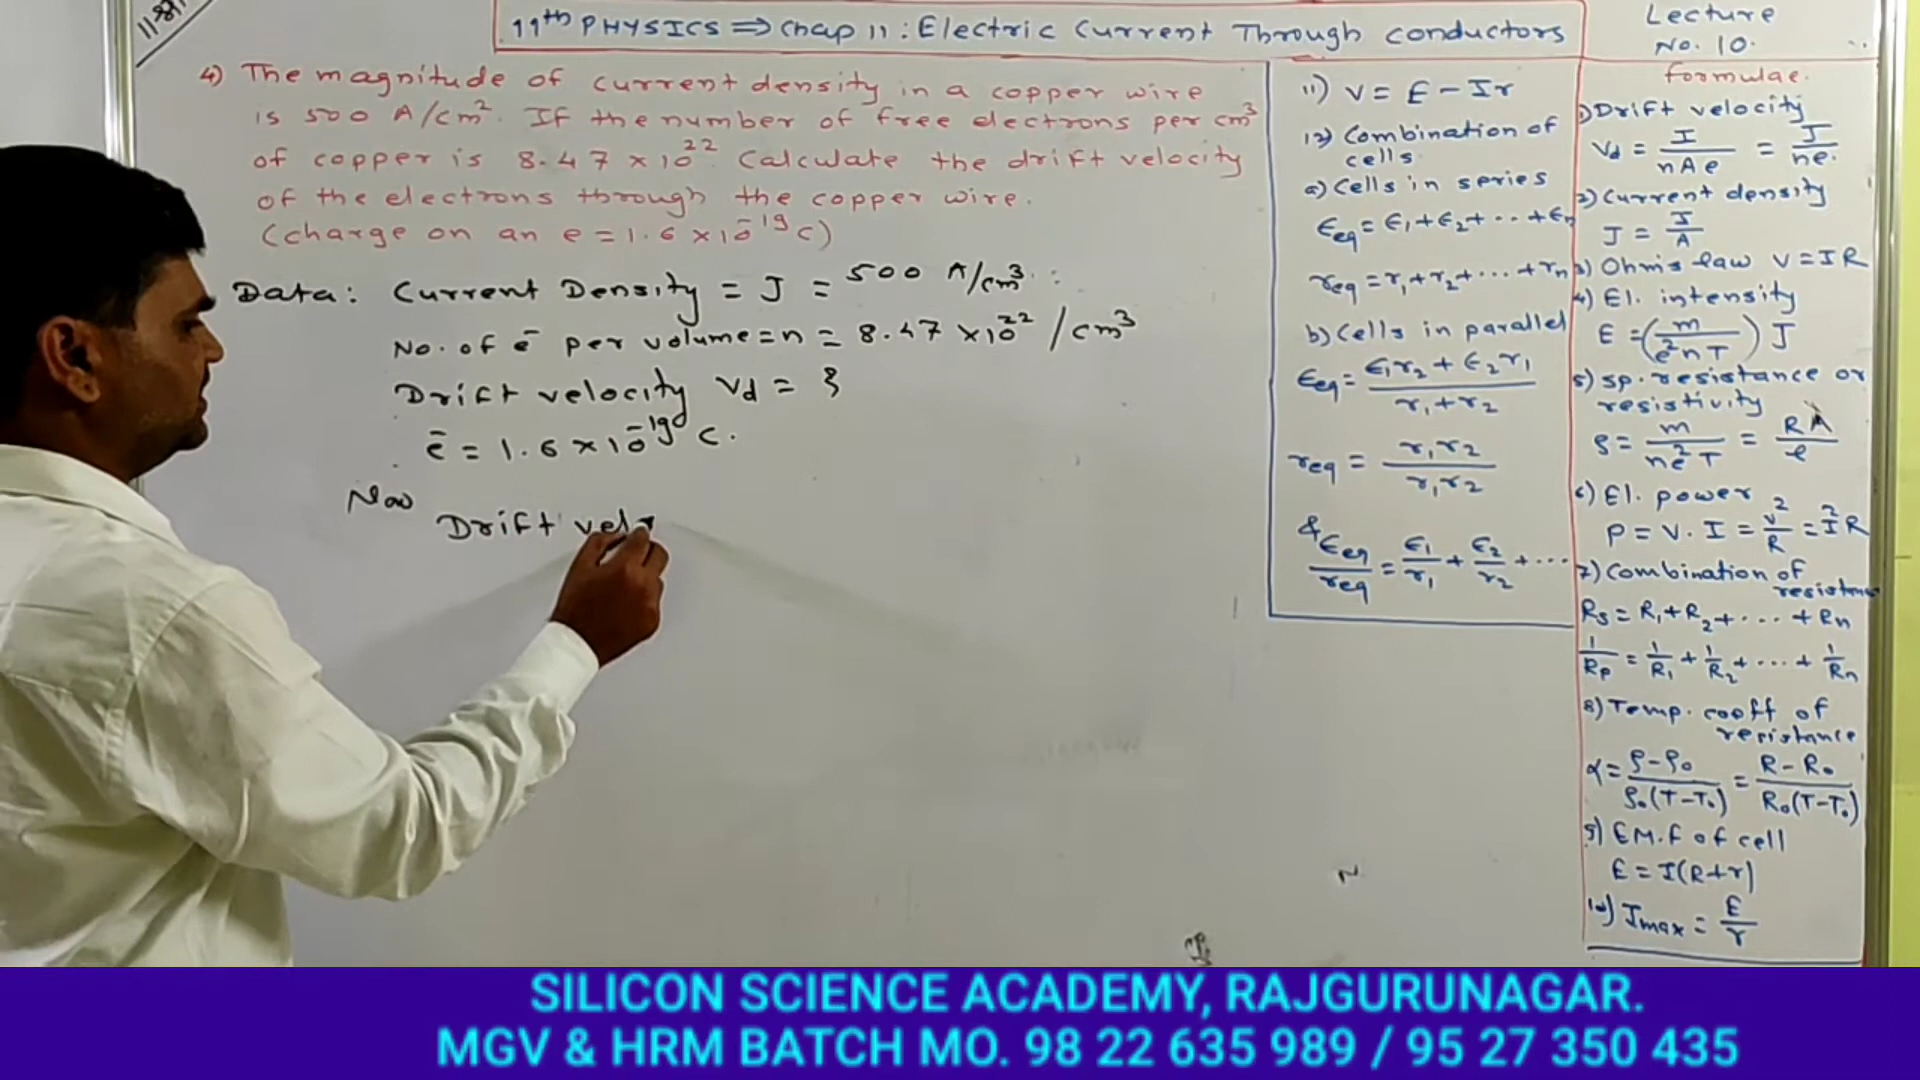 11 श्री 11
11th PHYSICS ⇒ Chap 11 : Electric Current Through Conductors
Lecture
No. 10.
4) The magnitude of current density in a copper wire
is 500 A/cm². If the number of free electrons per cm³
of copper is 8.47 × 10²² Calculate the drift velocity
of the electrons through the copper wire.
(charge on an e = 1.6 × 10⁻¹⁹ C)
Data : Current Density = J = 500 A/cm³
No. of e⁻ per volume = n = 8.47 × 10²² / cm³
Drift velocity Vd = ?
e⁻ = 1.6 × 10⁻¹⁹ C.
Now
Drift velo
11) V = E - Ir
12) Combination of
cells
a) Cells in series
Eeq = E₁ + E₂ + ... + En
req = r₁ + r₂ + ... + rn
b) Cells in parallel
Eeq = E₁r₂ + E₂r₁ / r₁ + r₂
req = r₁r₂ / r₁r₂
& Eeq / req = E₁ / r₁ + E₂ / r₂ + ...
formulae.
1) Drift velocity
Vd = I / nAe = J / ne.
2) Current density
J = I / A
3) Ohm's law V = IR
4) El. intensity
E = (m / e²nT) J
5) sp. resistance or
resistivity
ρ = m / ne²T = RA / l
6) El. power
P = V. I = V² / R = I²R
7) Combination of
resistance
Rs = R₁ + R₂ + ... + Rn
1 / Rp = 1 / R₁ + 1 / R₂ + ... + 1 / Rn
8) Temp. coeff of
resistance
α = ρ - ρ₀ / ρ₀(T - T₀) = R - R₀ / R₀(T - T₀)
9) E.M.f of cell
E = I(R + r)
10) Imax = E / r
SILICON SCIENCE ACADEMY, RAJGURUNAGAR.
MGV & HRM BATCH MO. 98 22 635 989 / 95 27 350 435